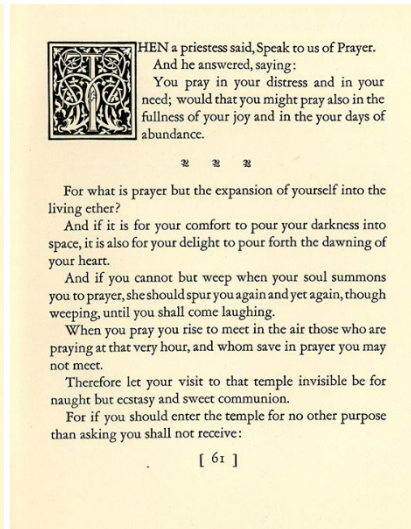 THEN a priestess said, Speak to us of Prayer.
And he answered, saying:
You pray in your distress and in your
need; would that you might pray also in the
fullness of your joy and in the your days of
abundance.
For what is prayer but the expansion of yourself into the
living ether?
And if it is for your comfort to pour your darkness into
space, it is also for your delight to pour forth the dawning of
your heart.
And if you cannot but weep when your soul summons
you to prayer, she should spur you again and yet again, though
weeping, until you shall come laughing.
When you pray you rise to meet in the air those who are
praying at that very hour, and whom save in prayer you may
not meet.
Therefore let your visit to that temple invisible be for
naught but ecstasy and sweet communion.
For if you should enter the temple for no other purpose
than asking you shall not receive:
[ 61 ]